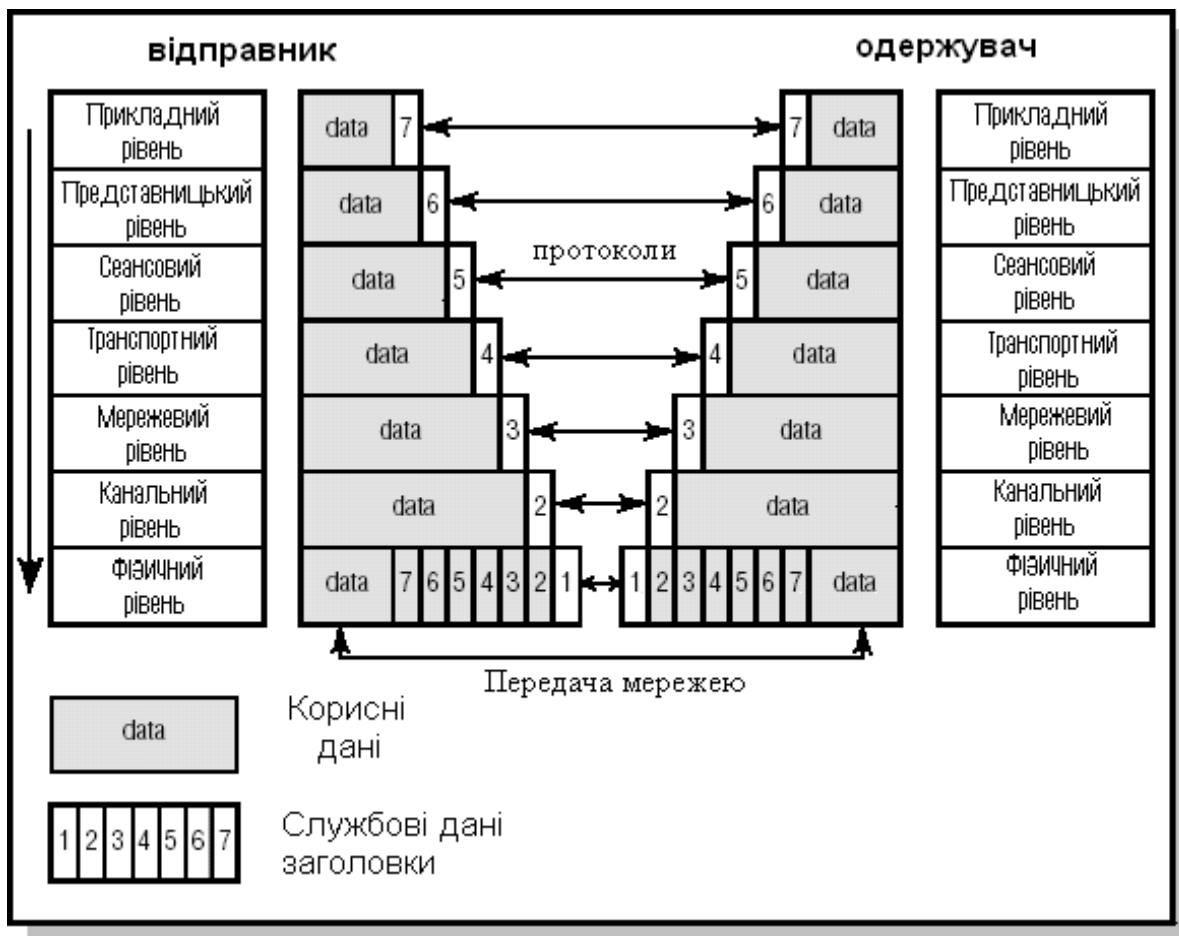 відправник
одержувач
Прикладний
рівень
data 7
7 data
Прикладний
рівень
Представницький
рівень
data 6
6 data
Представницький
рівень
протоколи
Сеансовий
рівень
data 5
5 data
Сеансовий
рівень
Транспортний
рівень
data 4
4 data
Транспортний
рівень
Мережевий
рівень
data 3
3 data
Мережевий
рівень
Канальний
рівень
data 2
2 data
Канальний
рівень
Фізичний
рівень
data 7 6 5 4 3 2 1
1 2 3 4 5 6 7 data
Фізичний
рівень
Передача мережею
data
Корисні
дані
1 2 3 4 5 6 7
Службові дані
заголовки